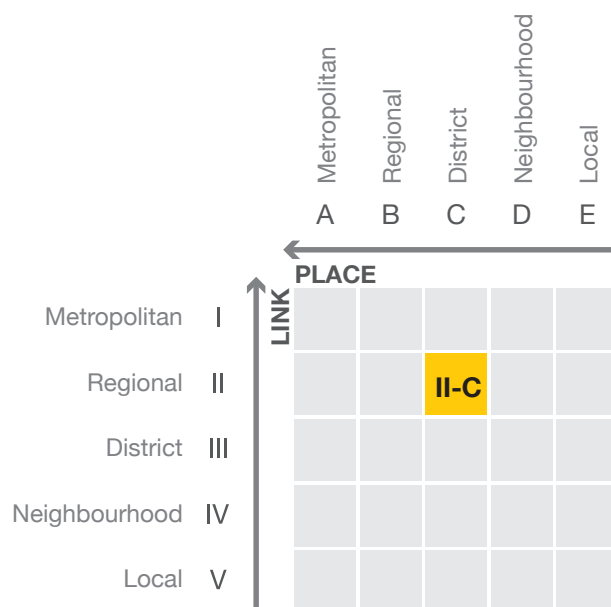 Metropolitan
Regional
District
Neighbourhood
Local
A B C D E
PLACE
LINK
Metropolitan I
Regional II
II-C
District III
Neighbourhood IV
Local V